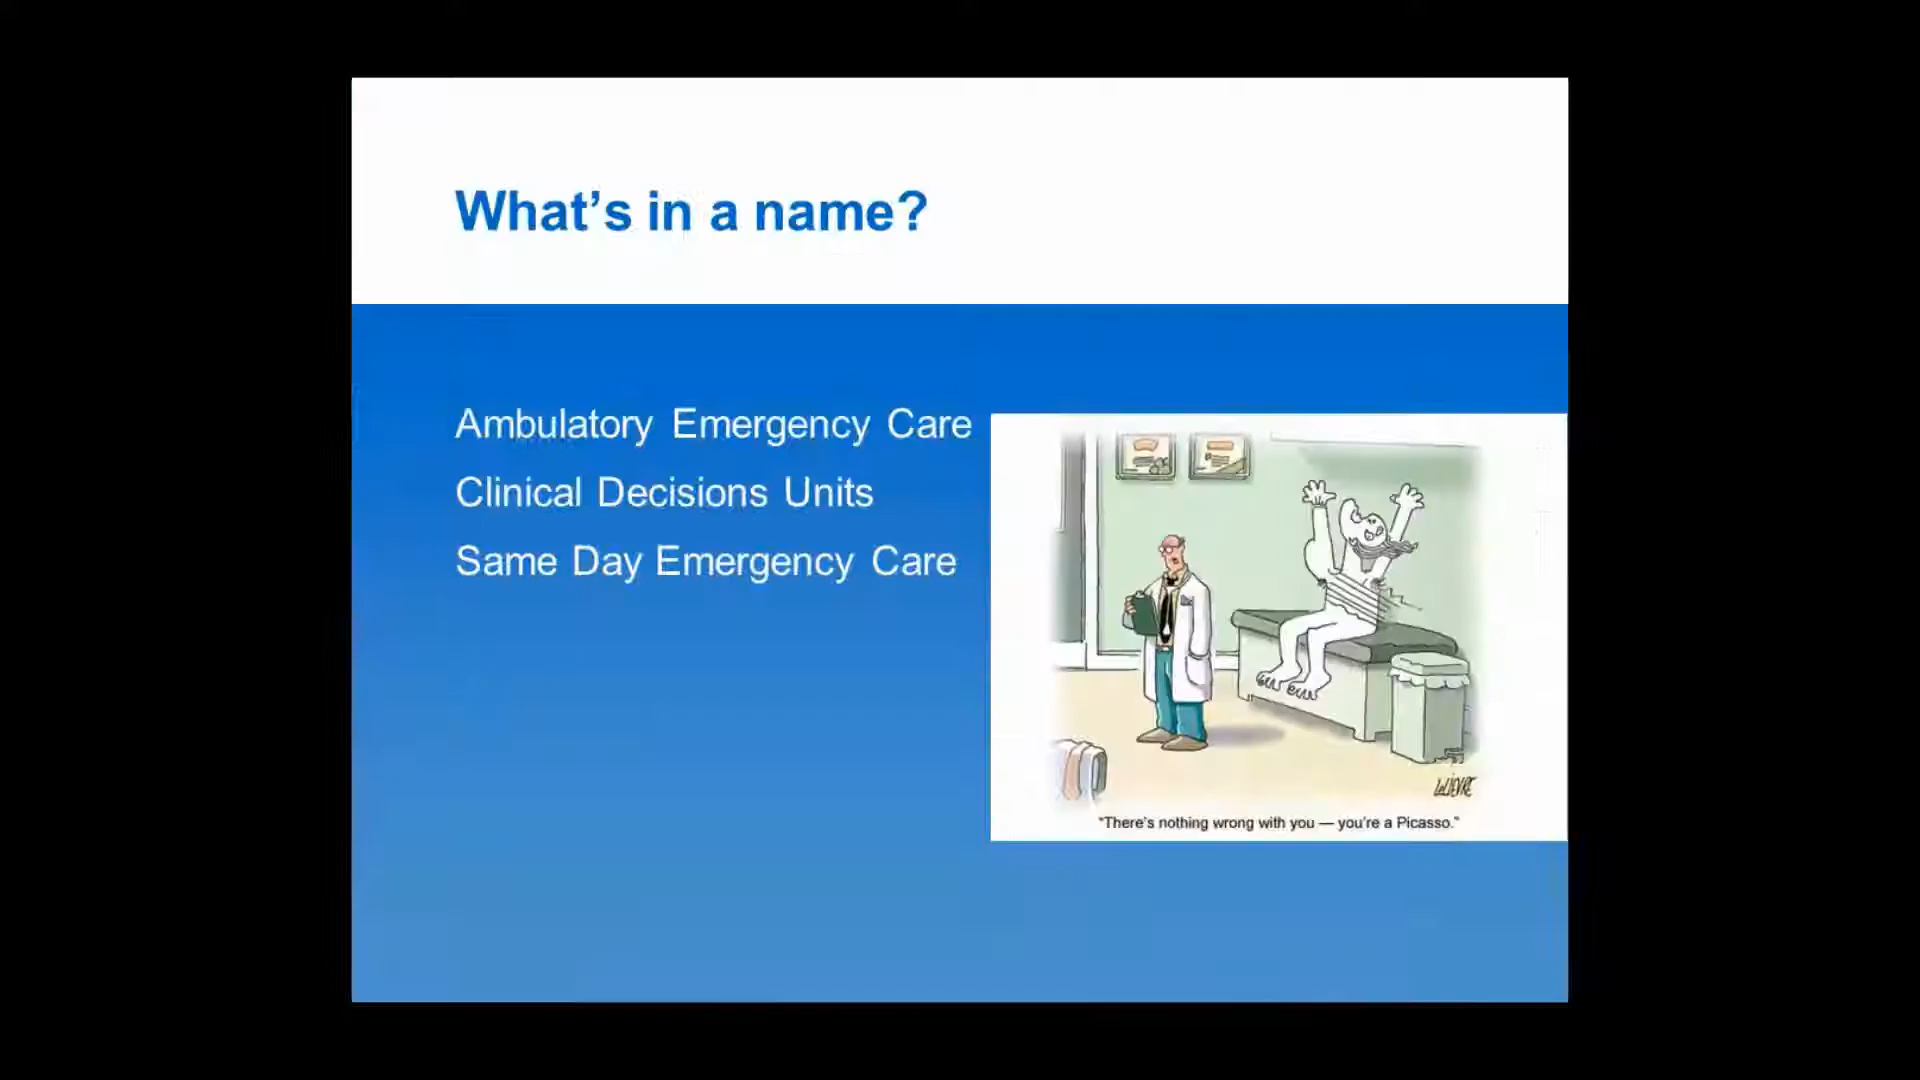 What’s in a name?
Ambulatory Emergency Care
Clinical Decisions Units
Same Day Emergency Care
LeLIEVRE
“There’s nothing wrong with you — you’re a Picasso.”